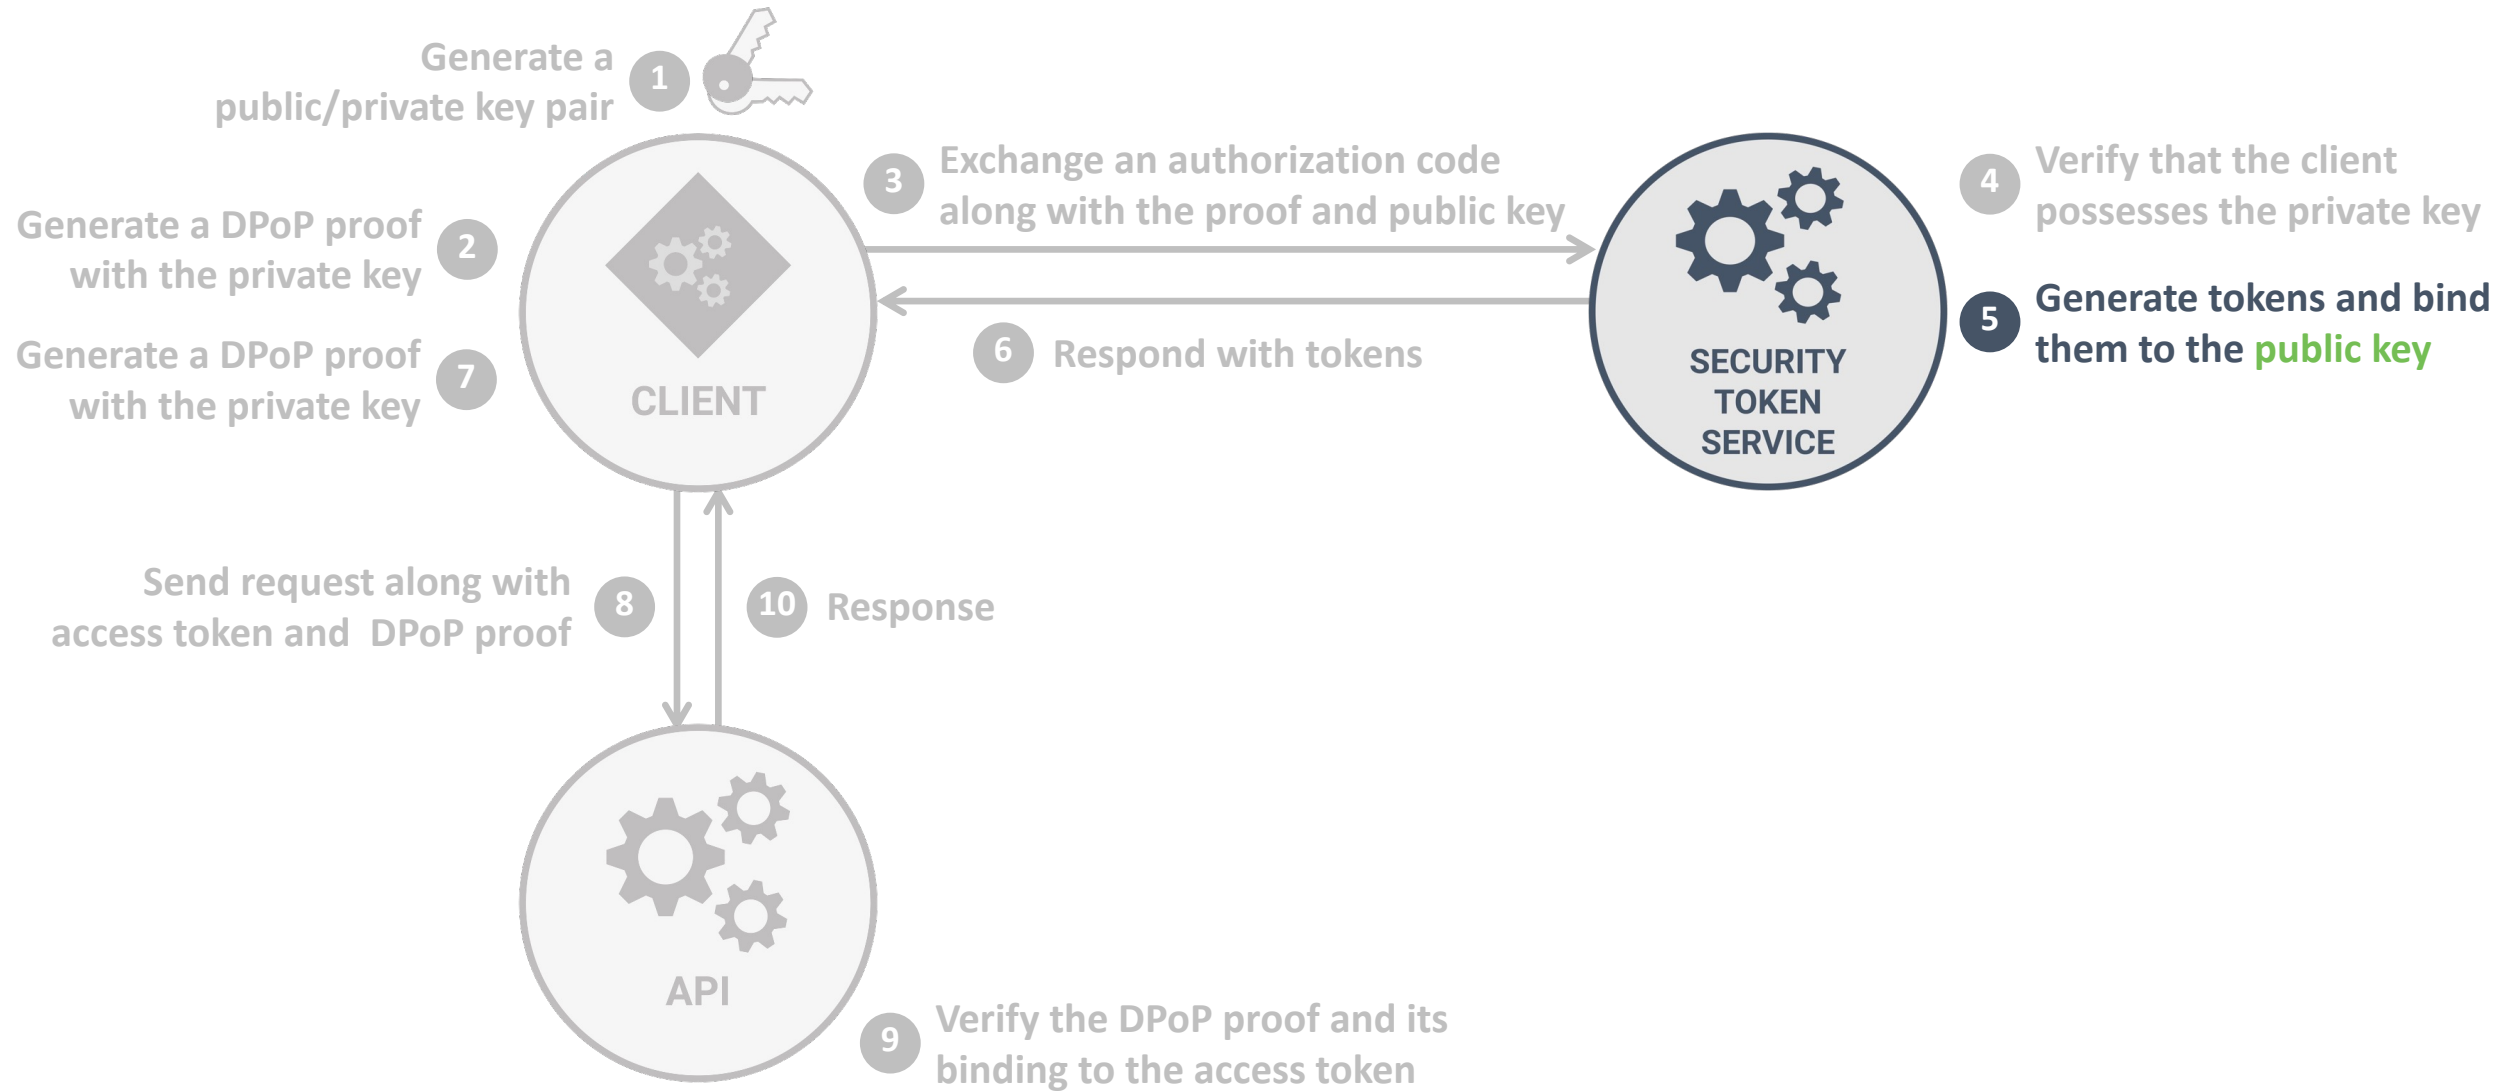 Generate a
public/private key pair
1
Generate a DPoP proof
with the private key
2
Generate a DPoP proof
with the private key
7
CLIENT
3
Exchange an authorization code
along with the proof and public key
6
Respond with tokens
SECURITY
TOKEN
SERVICE
4
Verify that the client
possesses the private key
5
Generate tokens and bind
them to the public key
Send request along with
access token and DPoP proof
8
10
Response
API
9
Verify the DPoP proof and its
binding to the access token